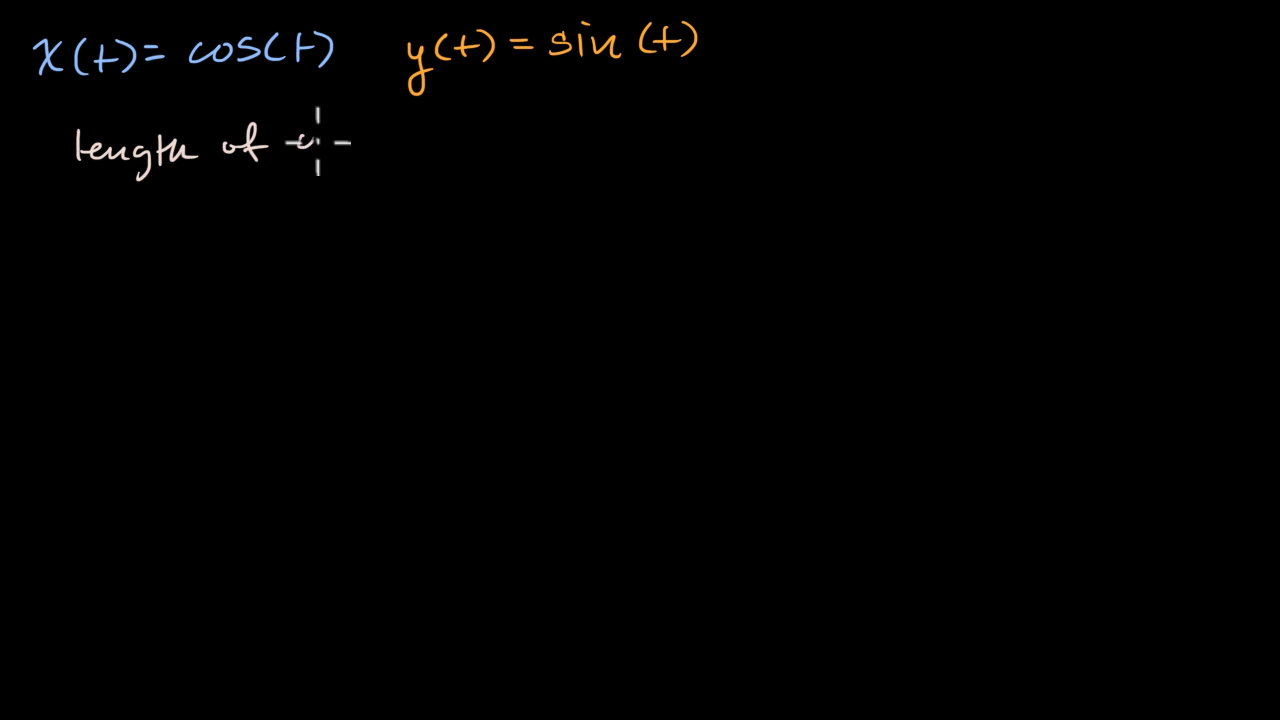 x(t)= cos(t) y(t) = sin(t)
length of